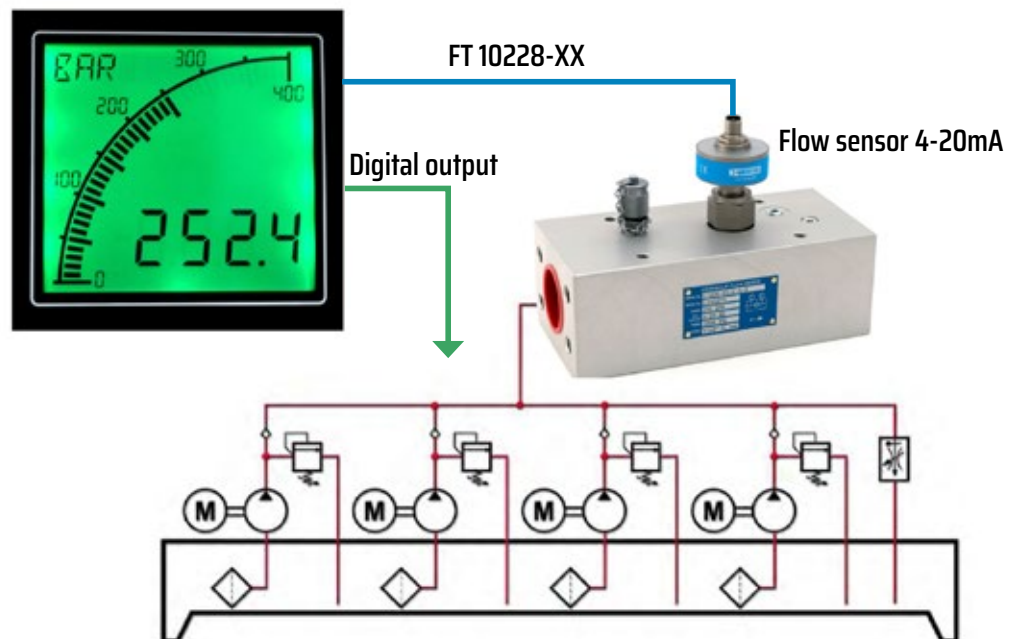 BAR
300
400
200
100
0
252.4
FT 10228-XX
Flow sensor 4-20mA
Digital output
M
M
M
M